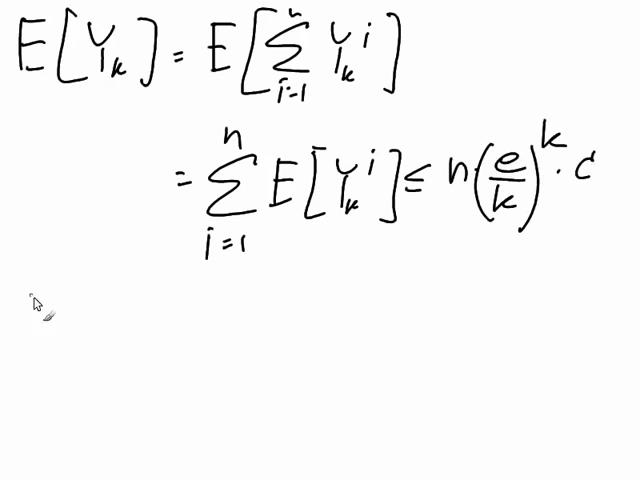 E[Y_k] = E[∑_{i=1}^{n} Y_k^i]
= ∑_{i=1}^{n} E[Y_k^i] ≤ n(e/k)^k · c